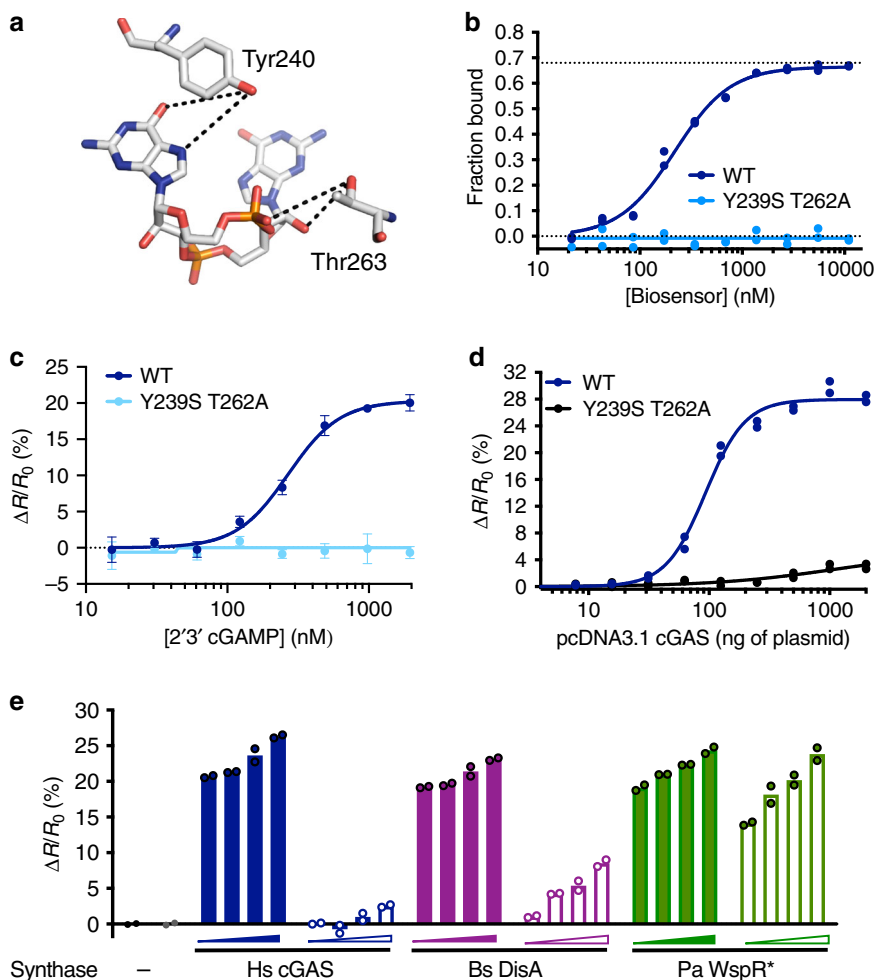 a
Tyr240
Thr263
b
Fraction bound
0.8
0.7
0.6
0.5
0.4
0.3
0.2
0.1
0.0
WT
Y239S T262A
10
100
1000
10000
[Biosensor] (nM)
c
ΔR/R0 (%)
25
20
15
10
5
0
−5
WT
Y239S T262A
10
100
1000
[2′3′ cGAMP] (nM)
d
ΔR/R0 (%)
32
28
24
20
16
12
8
4
0
WT
Y239S T262A
10
100
1000
pcDNA3.1 cGAS (ng of plasmid)
e
ΔR/R0 (%)
30
25
20
15
10
5
0
Synthase – Hs cGAS Bs DisA Pa WspR*